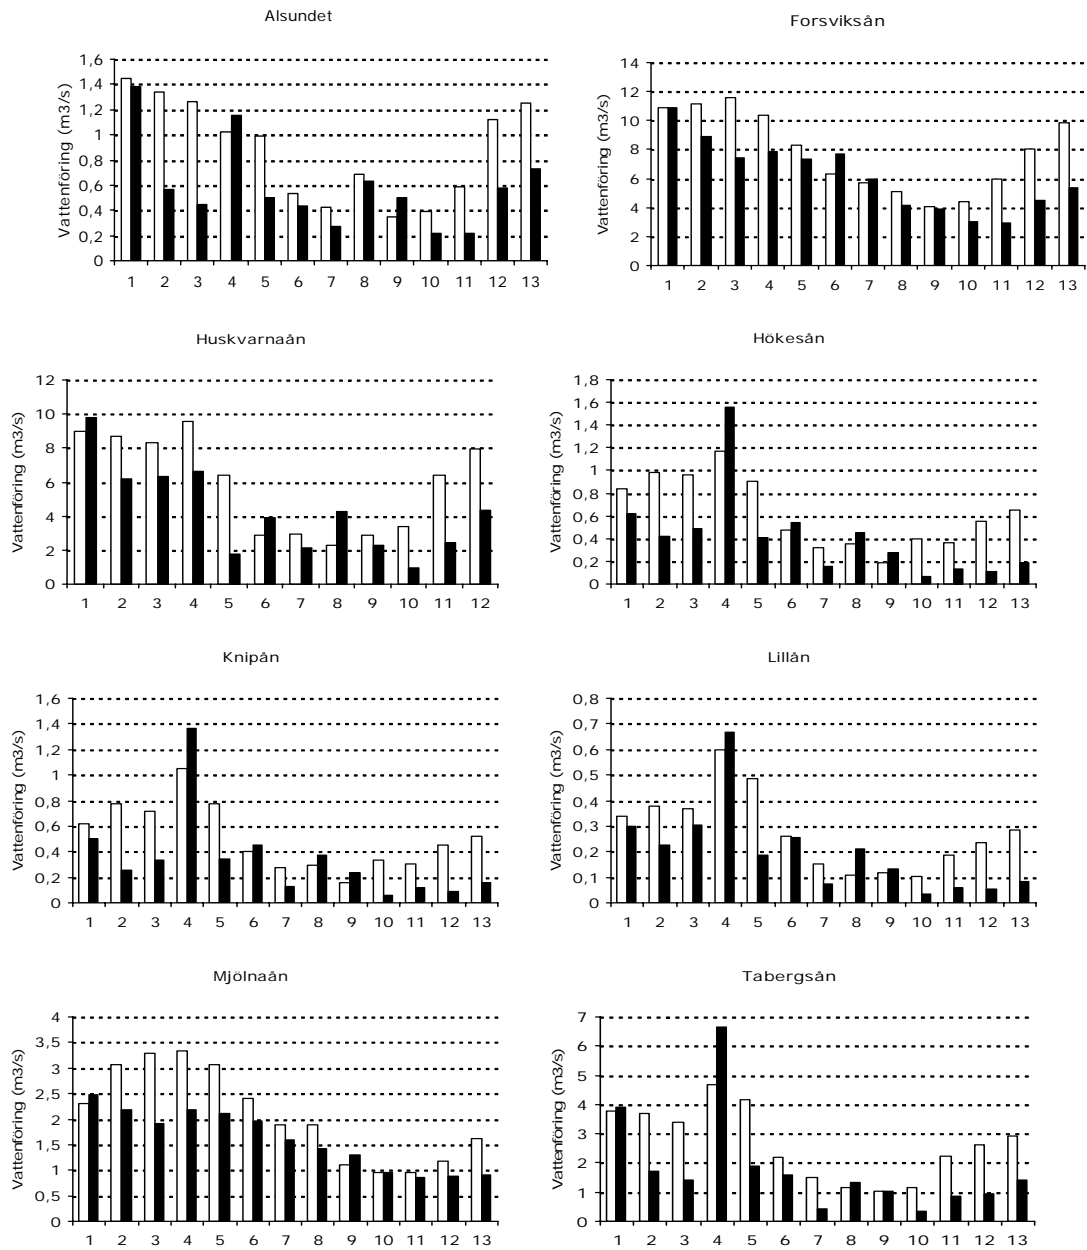 Alsundet
Vattenföring (m3/s)
1,6
1,4
1,2
1
0,8
0,6
0,4
0,2
0
1 2 3 4 5 6 7 8 9 10 11 12 13
Forsviksån
Vattenföring (m3/s)
14
12
10
8
6
4
2
0
1 2 3 4 5 6 7 8 9 10 11 12 13
Huskvarnaån
Vattenföring (m3/s)
12
10
8
6
4
2
0
1 2 3 4 5 6 7 8 9 10 11 12
Hökesån
Vattenföring (m3/s)
1,8
1,6
1,4
1,2
1
0,8
0,6
0,4
0,2
0
1 2 3 4 5 6 7 8 9 10 11 12 13
Knipån
Vattenföring (m3/s)
1,6
1,4
1,2
1
0,8
0,6
0,4
0,2
0
1 2 3 4 5 6 7 8 9 10 11 12 13
Lillån
Vattenföring (m3/s)
0,8
0,7
0,6
0,5
0,4
0,3
0,2
0,1
0
1 2 3 4 5 6 7 8 9 10 11 12 13
Mjölnaån
Vattenföring (m3/s)
4
3,5
3
2,5
2
1,5
1
0,5
0
1 2 3 4 5 6 7 8 9 10 11 12 13
Tabergsån
Vattenföring (m3/s)
7
6
5
4
3
2
1
0
1 2 3 4 5 6 7 8 9 10 11 12 13